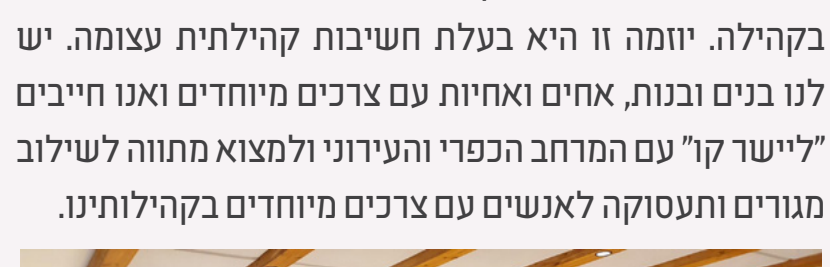 בקהילה. יוזמה זו היא בעלת חשיבות קהילתית עצומה. יש
לנו בנים ובנות, אחים ואחיות עם צרכים מיוחדים ואנו חייבים
"ליישר קו" עם המרחב הכפרי והעירוני ולמצוא מתווה לשילוב
מגורים ותעסוקה לאנשים עם צרכים מיוחדים בקהילותינו.